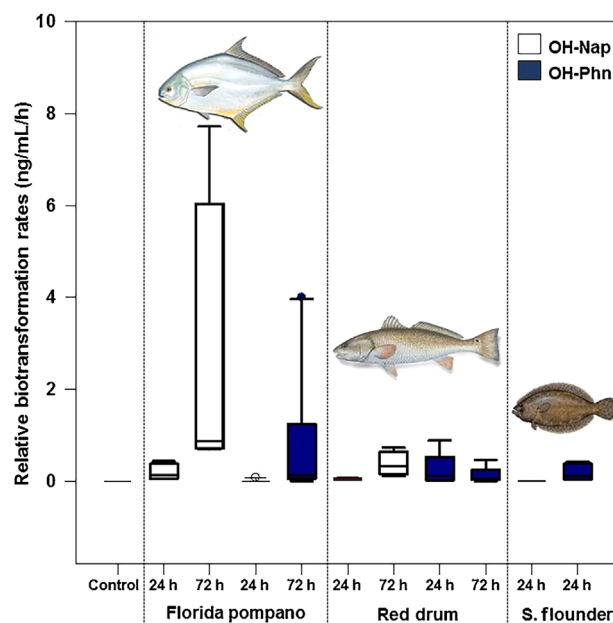 10
OH-Nap
OH-Phn
8
6
4
2
0
Relative biotransformation rates (ng/mL/h)
Control 24 h 72 h 24 h 72 h 24 h 72 h 24 h 72 h 24 h 24 h
Florida pompano Red drum S. flounder